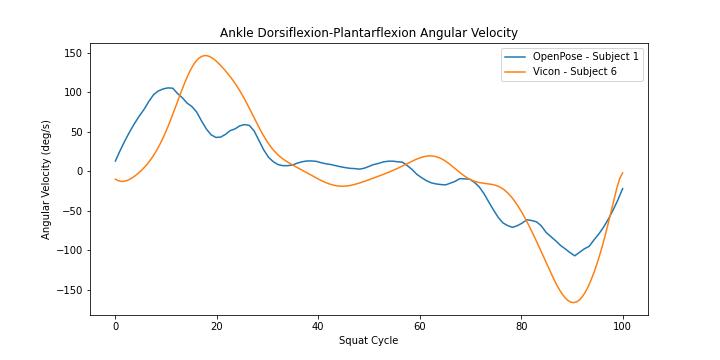 Ankle Dorsiflexion-Plantarflexion Angular Velocity
OpenPose - Subject 1
Vicon - Subject 6
Angular Velocity (deg/s)
150
100
50
0
−50
−100
−150
0 20 40 60 80 100
Squat Cycle